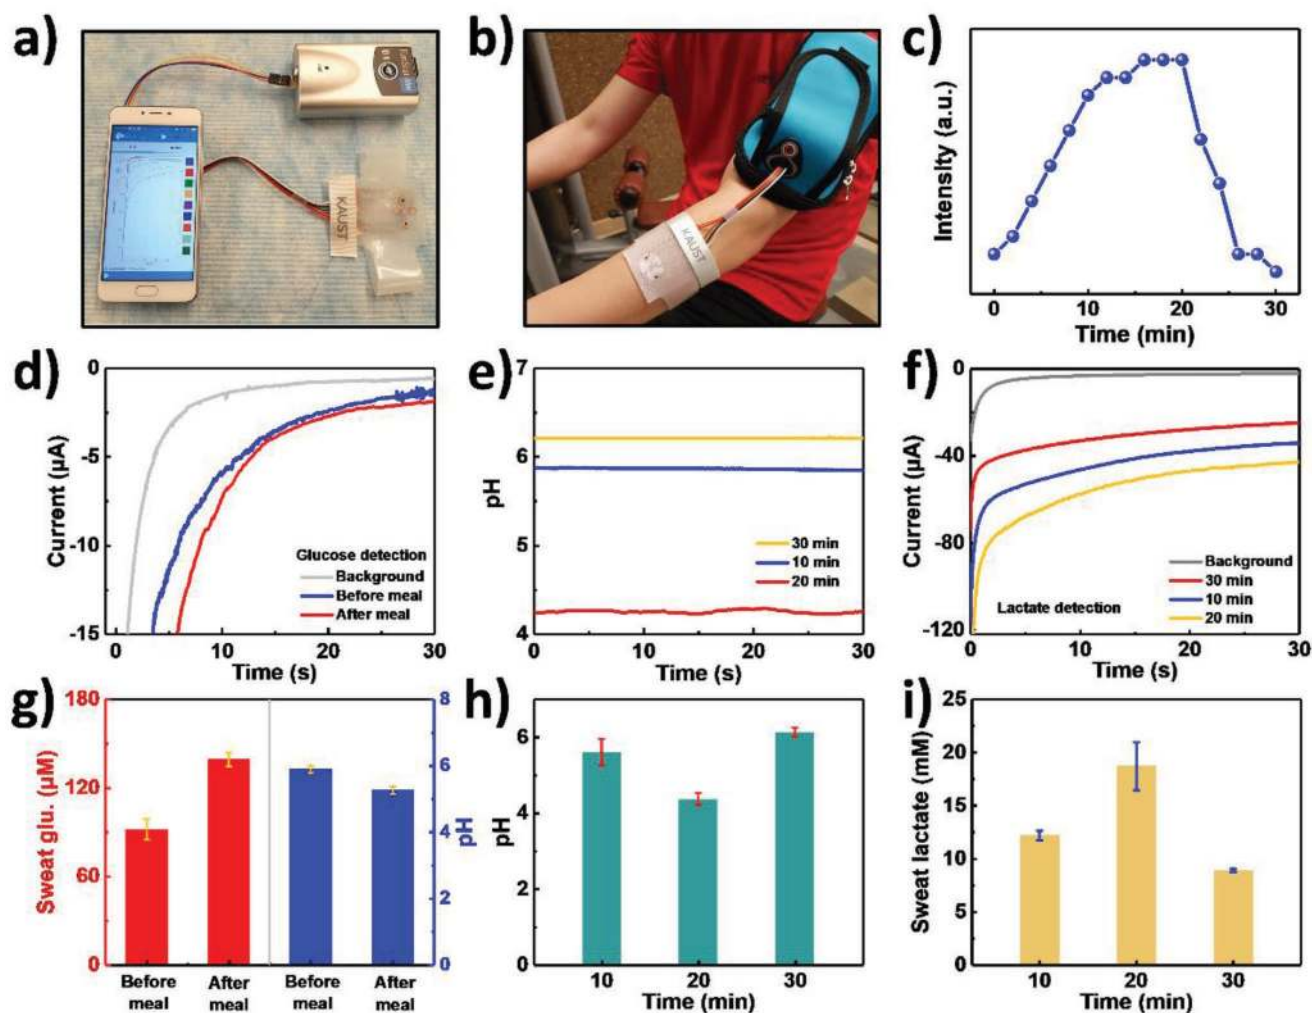 a)
KAUST
b)
KAUST
c)
Intensity (a.u.)
0
10
20
30
Time (min)
d)
0
-5
-10
-15
Current (µA)
Glucose detection
Background
Before meal
After meal
0
10
20
30
Time (s)
e)
7
6
5
4
pH
30 min
10 min
20 min
0
10
20
30
Time (s)
f)
0
-40
-80
-120
Current (µA)
Background
30 min
10 min
20 min
Lactate detection
0
10
20
30
Time (s)
g)
180
120
60
0
Sweat glu. (µM)
8
6
4
2
0
pH
Before meal
After meal
Before meal
After meal
h)
6
4
2
0
pH
10
20
30
Time (min)
i)
25
20
15
10
5
0
Sweat lactate (mM)
10
20
30
Time (min)